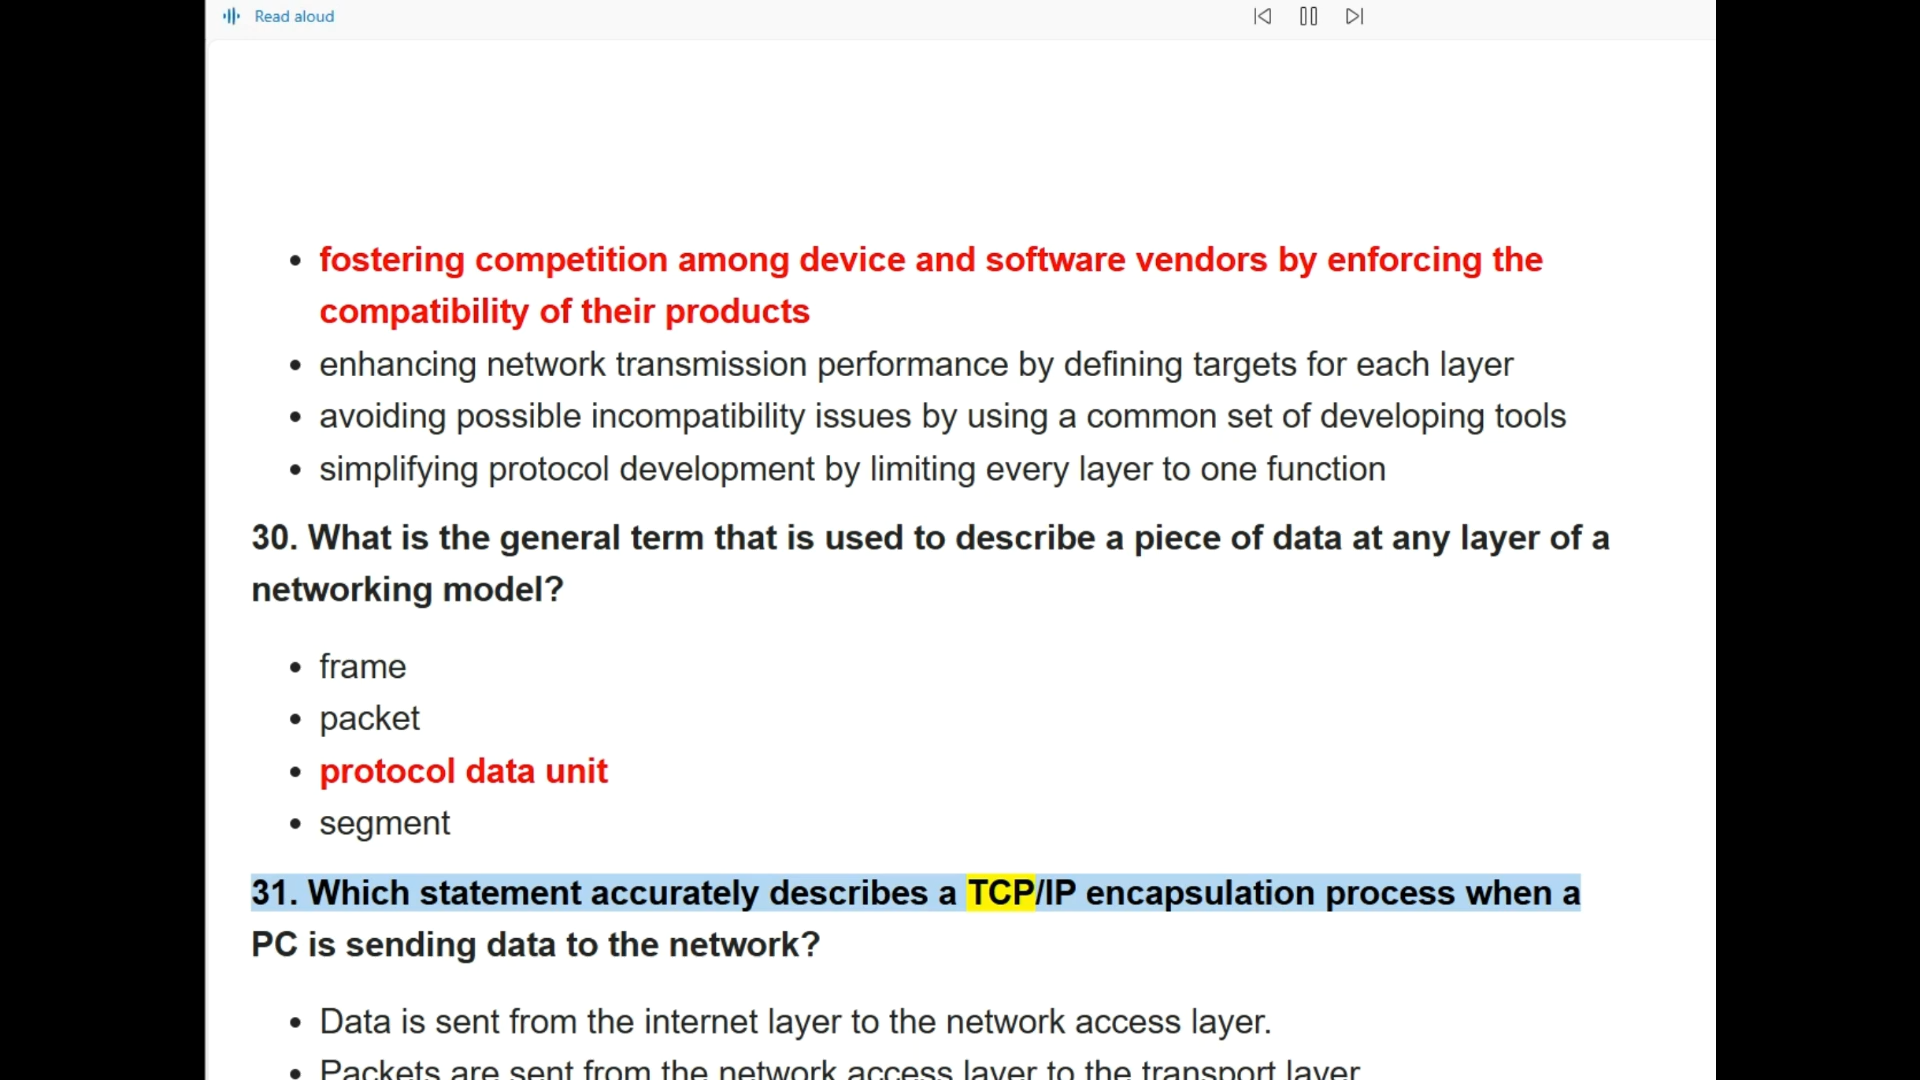 Read aloud
• fostering competition among device and software vendors by enforcing the
compatibility of their products
• enhancing network transmission performance by defining targets for each layer
• avoiding possible incompatibility issues by using a common set of developing tools
• simplifying protocol development by limiting every layer to one function
30. What is the general term that is used to describe a piece of data at any layer of a
networking model?
• frame
• packet
• protocol data unit
• segment
31. Which statement accurately describes a TCP/IP encapsulation process when a
PC is sending data to the network?
• Data is sent from the internet layer to the network access layer.
• Packets are sent from the network access layer to the transport layer